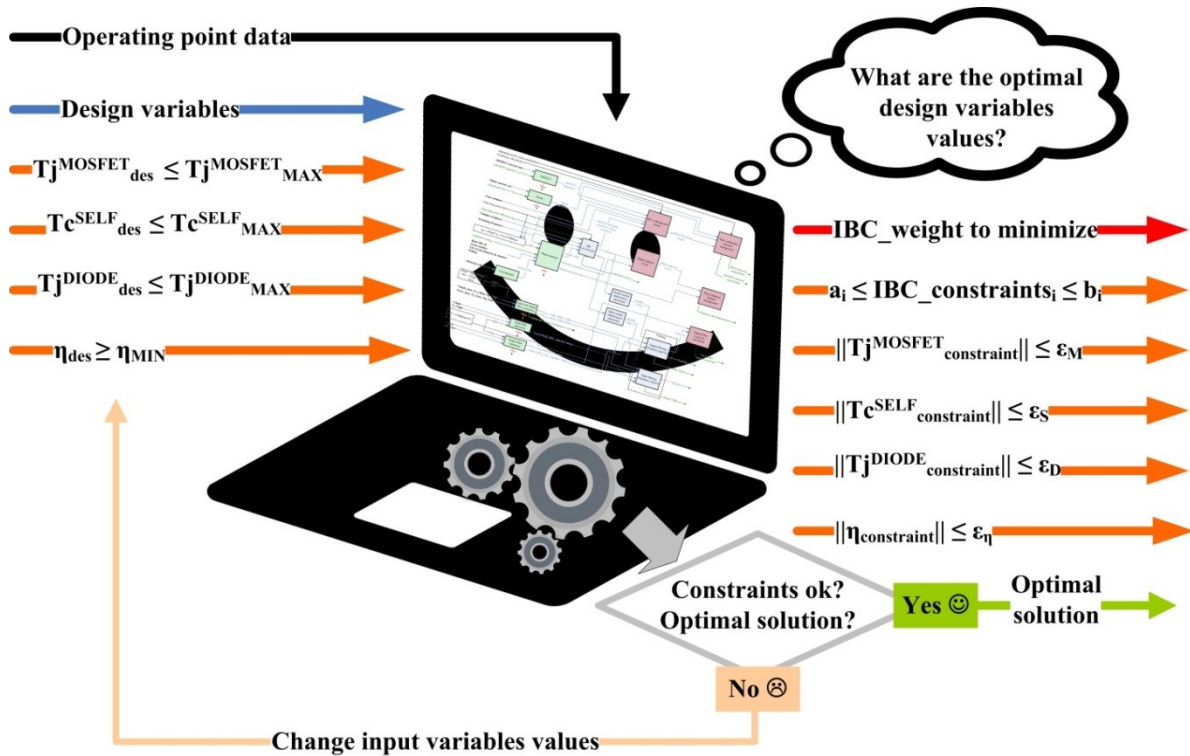 Operating point data
What are the optimal
design variables
values?
Design variables
Tj^MOSFET_des ≤ Tj^MOSFET_MAX
Tc^SELF_des ≤ Tc^SELF_MAX
Tj^DIODE_des ≤ Tj^DIODE_MAX
η_des ≥ η_MIN
IBC_weight to minimize
a_i ≤ IBC_constraints_i ≤ b_i
||Tj^MOSFET_constraint|| ≤ ε_M
||Tc^SELF_constraint|| ≤ ε_S
||Tj^DIODE_constraint|| ≤ ε_D
||η_constraint|| ≤ ε_η
Constraints ok?
Optimal solution?
Yes ☺
Optimal
solution
No ☹
Change input variables values